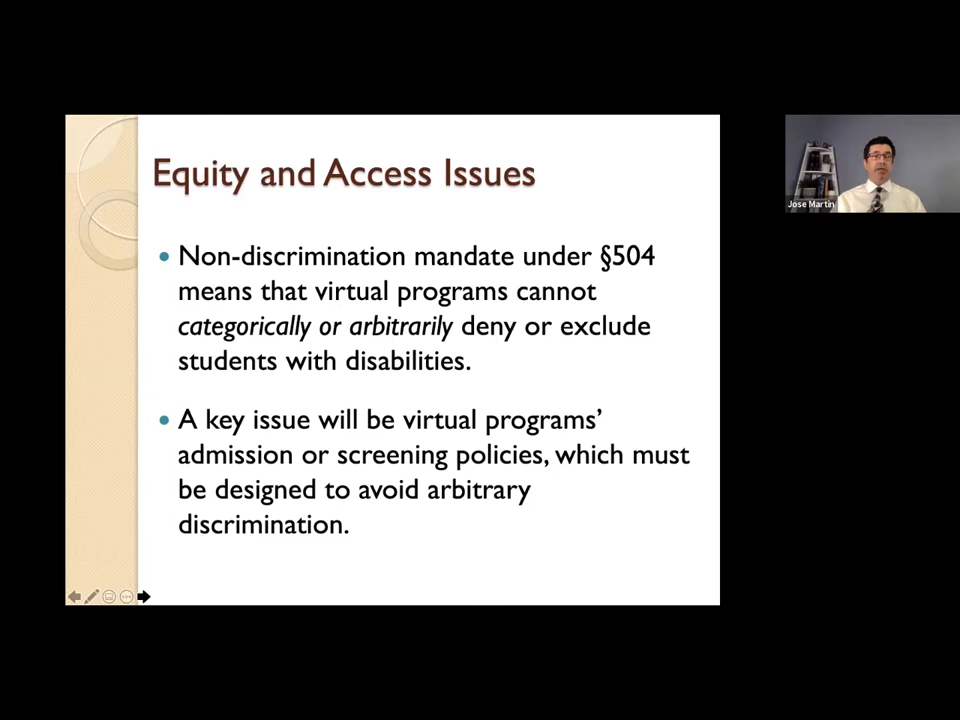 Equity and Access Issues
Non-discrimination mandate under §504
means that virtual programs cannot
categorically or arbitrarily deny or exclude
students with disabilities.
A key issue will be virtual programs’
admission or screening policies, which must
be designed to avoid arbitrary
discrimination.
Jose Martin